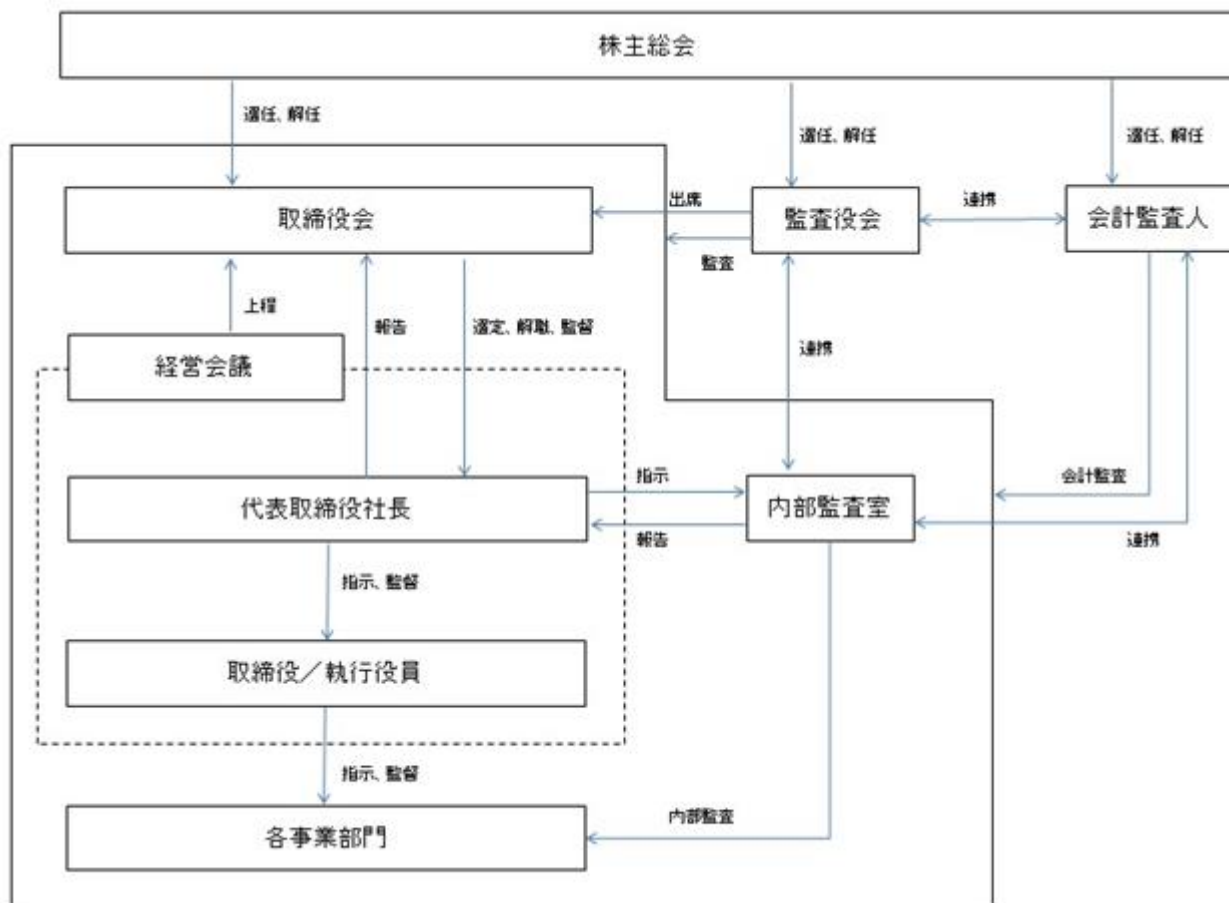 株主総会
選任、解任
選任、解任
選任、解任
取締役会
出席
監査役会
連携
会計監査人
監査
上程
報告
選定、解職、監督
経営会議
連携
代表取締役社長
指示
内部監査室
会計監査
報告
連携
指示、監督
取締役/執行役員
指示、監督
各事業部門
内部監査